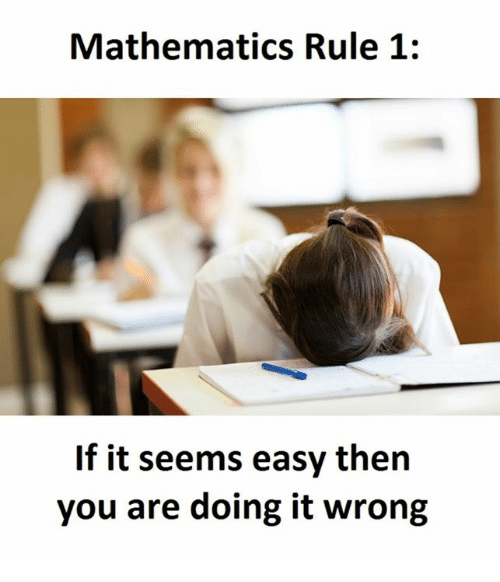 Mathematics Rule 1:
If it seems easy then
you are doing it wrong